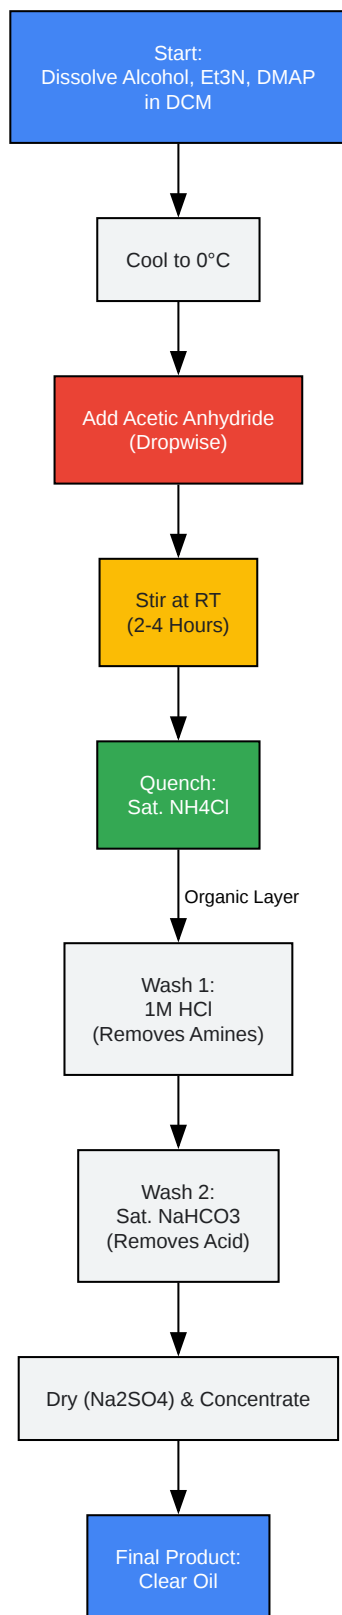 Start:
Dissolve Alcohol, Et3N, DMAP
in DCM
Cool to 0°C
Add Acetic Anhydride
(Dropwise)
Stir at RT
(2-4 Hours)
Quench:
Sat. NH4Cl
Organic Layer
Wash 1:
1M HCl
(Removes Amines)
Wash 2:
Sat. NaHCO3
(Removes Acid)
Dry (Na2SO4) & Concentrate
Final Product:
Clear Oil